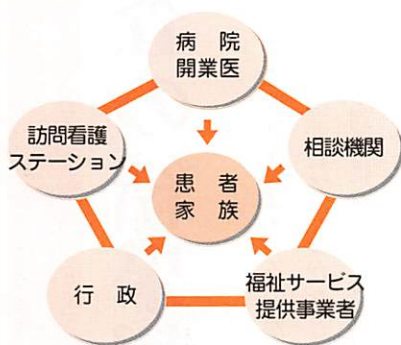 病 院
開業医
訪問看護
ステーション
相談機関
患 者
家 族
行 政
福祉サービス
提供事業者